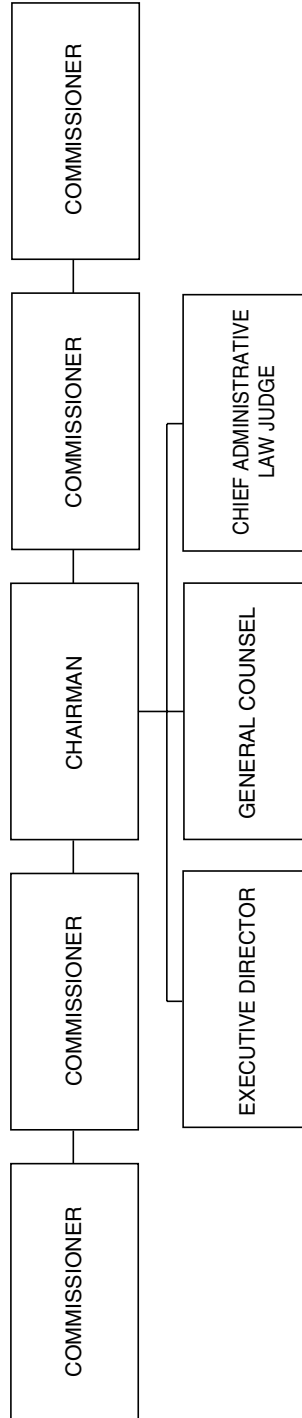 COMMISSIONER
COMMISSIONER
CHAIRMAN
COMMISSIONER
COMMISSIONER
EXECUTIVE DIRECTOR
GENERAL COUNSEL
CHIEF ADMINISTRATIVE
LAW JUDGE